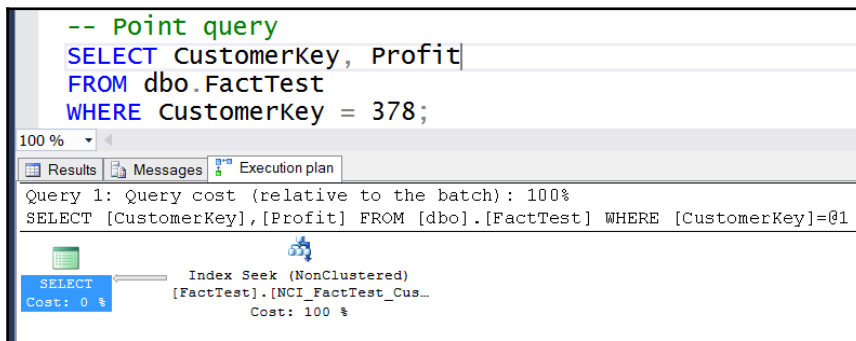 -- Point query
SELECT CustomerKey, Profit
FROM dbo.FactTest
WHERE CustomerKey = 378;
100 %
Results Messages Execution plan
Query 1: Query cost (relative to the batch): 100%
SELECT [CustomerKey],[Profit] FROM [dbo].[FactTest] WHERE [CustomerKey]=@1
SELECT
Cost: 0 %
Index Seek (NonClustered)
[FactTest].[NCI_FactTest_Cus…
Cost: 100 %